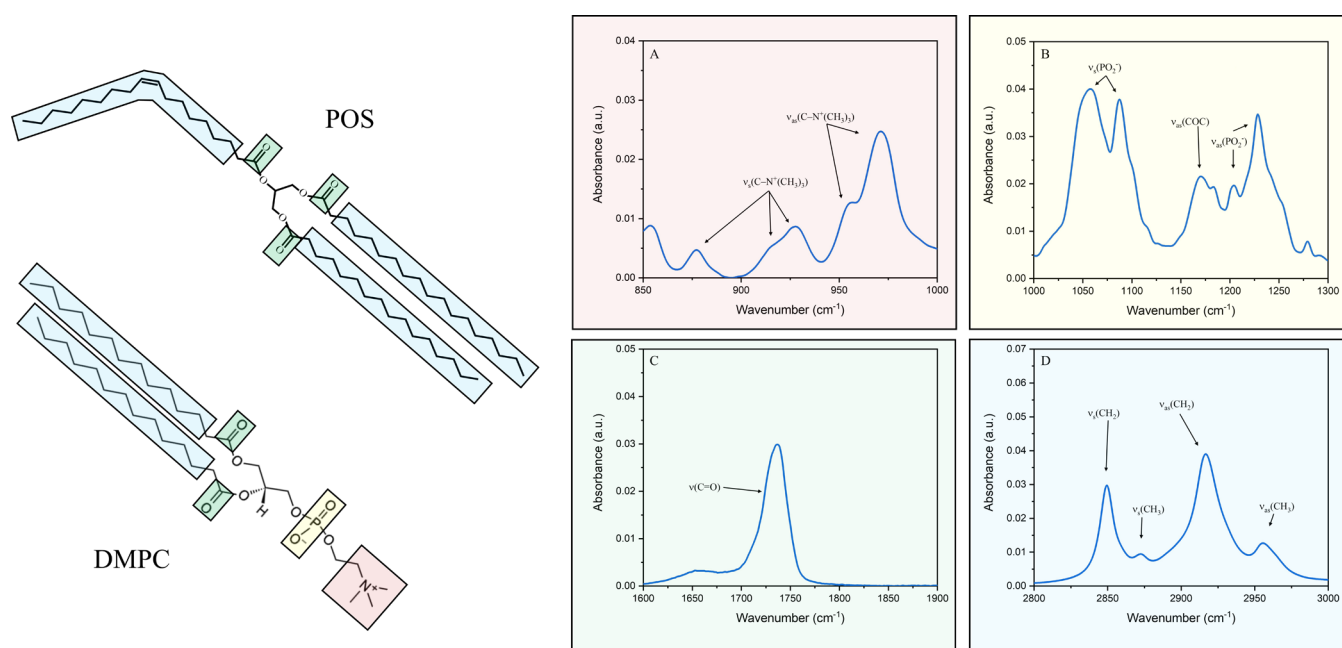 POS
O
O
O
O
O
O
O
O
O
O
H
O
P
O
O
O
N
+
-
DMPC
A
0.04
0.03
0.02
0.01
0.00
Absorbance (a.u.)
νₛ(C–N⁺(CH₃)₃)
νₐₛ(C–N⁺(CH₃)₃)
850 900 950 1000
Wavenumber (cm⁻¹)
B
0.05
0.04
0.03
0.02
0.01
0.00
Absorbance (a.u.)
νₛ(PO₂⁻)
νₐₛ(COC)
νₐₛ(PO₂⁻)
1000 1050 1100 1150 1200 1250 1300
Wavenumber (cm⁻¹)
C
0.05
0.04
0.03
0.02
0.01
0.00
Absorbance (a.u.)
ν(C=O)
1600 1650 1700 1750 1800 1850 1900
Wavenumber (cm⁻¹)
D
0.07
0.06
0.05
0.04
0.03
0.02
0.01
0.00
Absorbance (a.u.)
νₛ(CH₂)
νₛ(CH₃)
νₐₛ(CH₂)
νₐₛ(CH₃)
2800 2850 2900 2950 3000
Wavenumber (cm⁻¹)